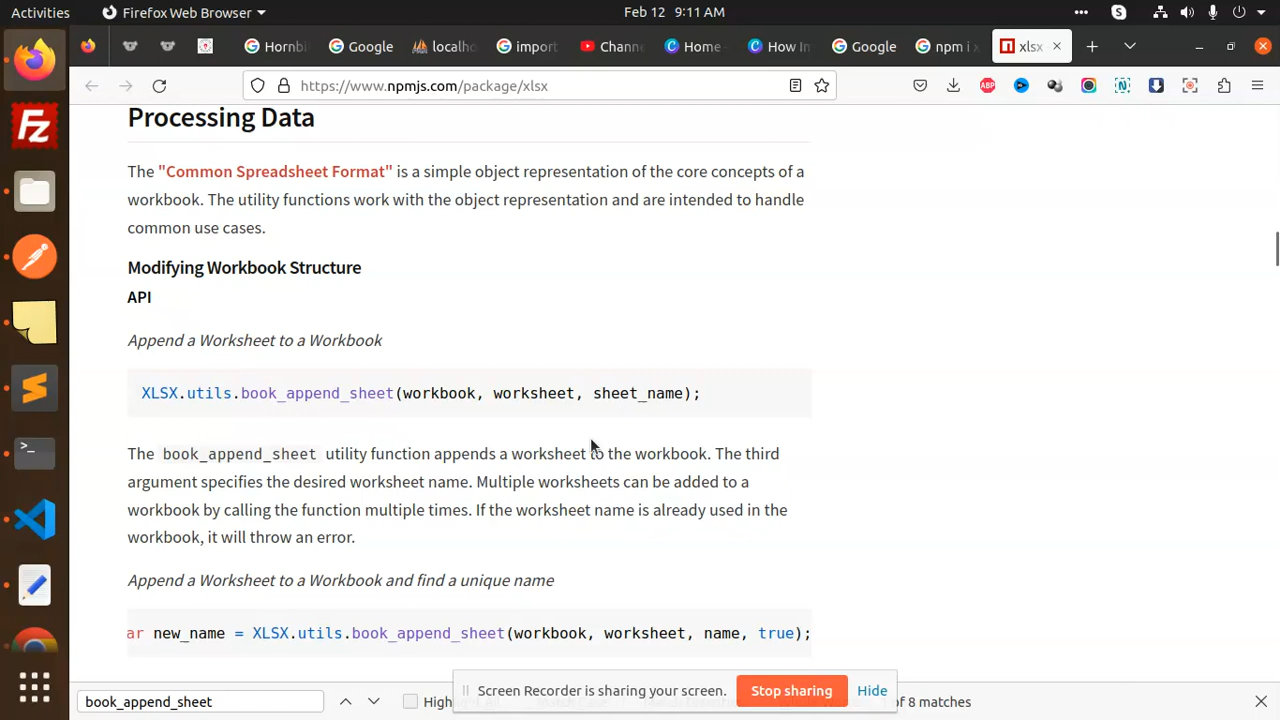 Activities Firefox Web Browser Feb 12 9:11 AM
Hornb Google localho import Channe Home - How In Google npm i x xlsx
https://www.npmjs.com/package/xlsx
Processing Data
The "Common Spreadsheet Format" is a simple object representation of the core concepts of a
workbook. The utility functions work with the object representation and are intended to handle
common use cases.
Modifying Workbook Structure
API
Append a Worksheet to a Workbook
XLSX.utils.book_append_sheet(workbook, worksheet, sheet_name);
The book_append_sheet utility function appends a worksheet to the workbook. The third
argument specifies the desired worksheet name. Multiple worksheets can be added to a
workbook by calling the function multiple times. If the worksheet name is already used in the
workbook, it will throw an error.
Append a Worksheet to a Workbook and find a unique name
ar new_name = XLSX.utils.book_append_sheet(workbook, worksheet, name, true);
Screen Recorder is sharing your screen. Stop sharing Hide
book_append_sheet of 8 matches